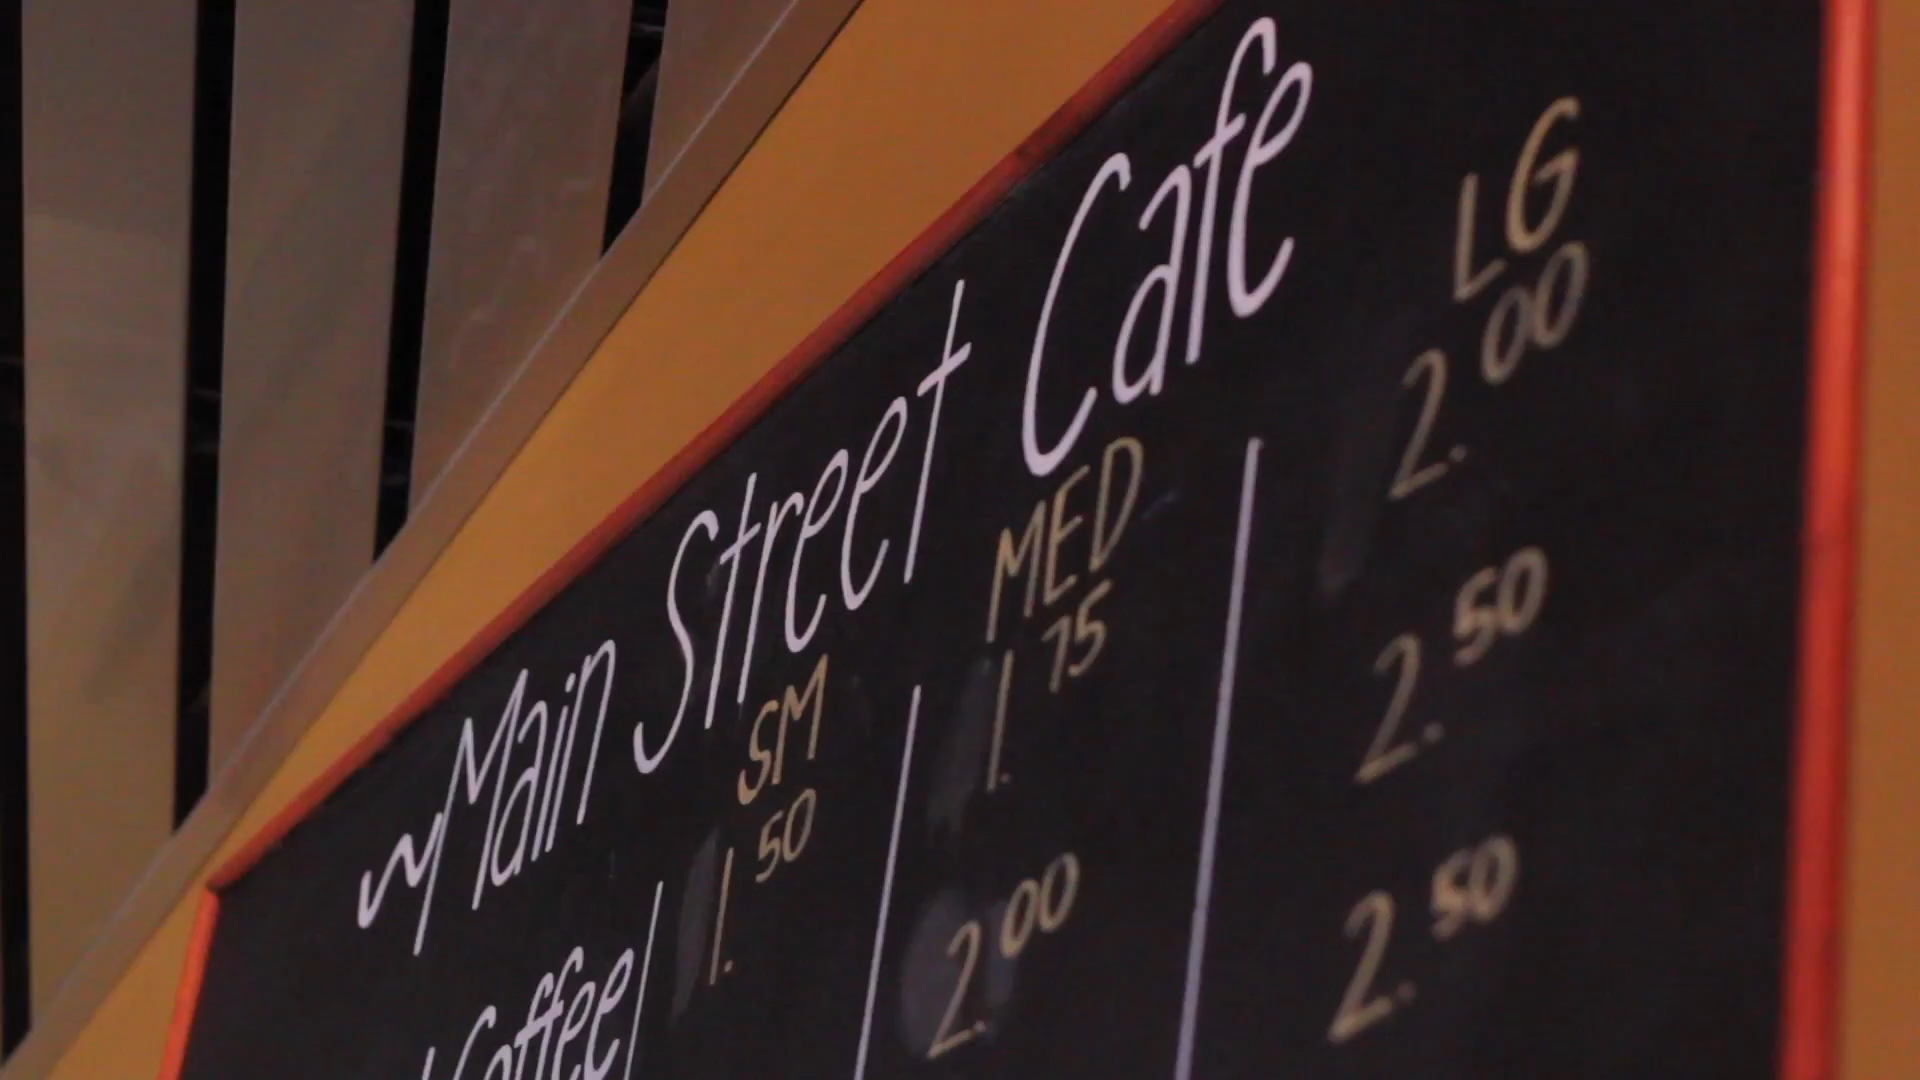 Main Street Cafe
SM MED LG
Coffee 1.50 1.75 2.00
2.00 2.50
2.50